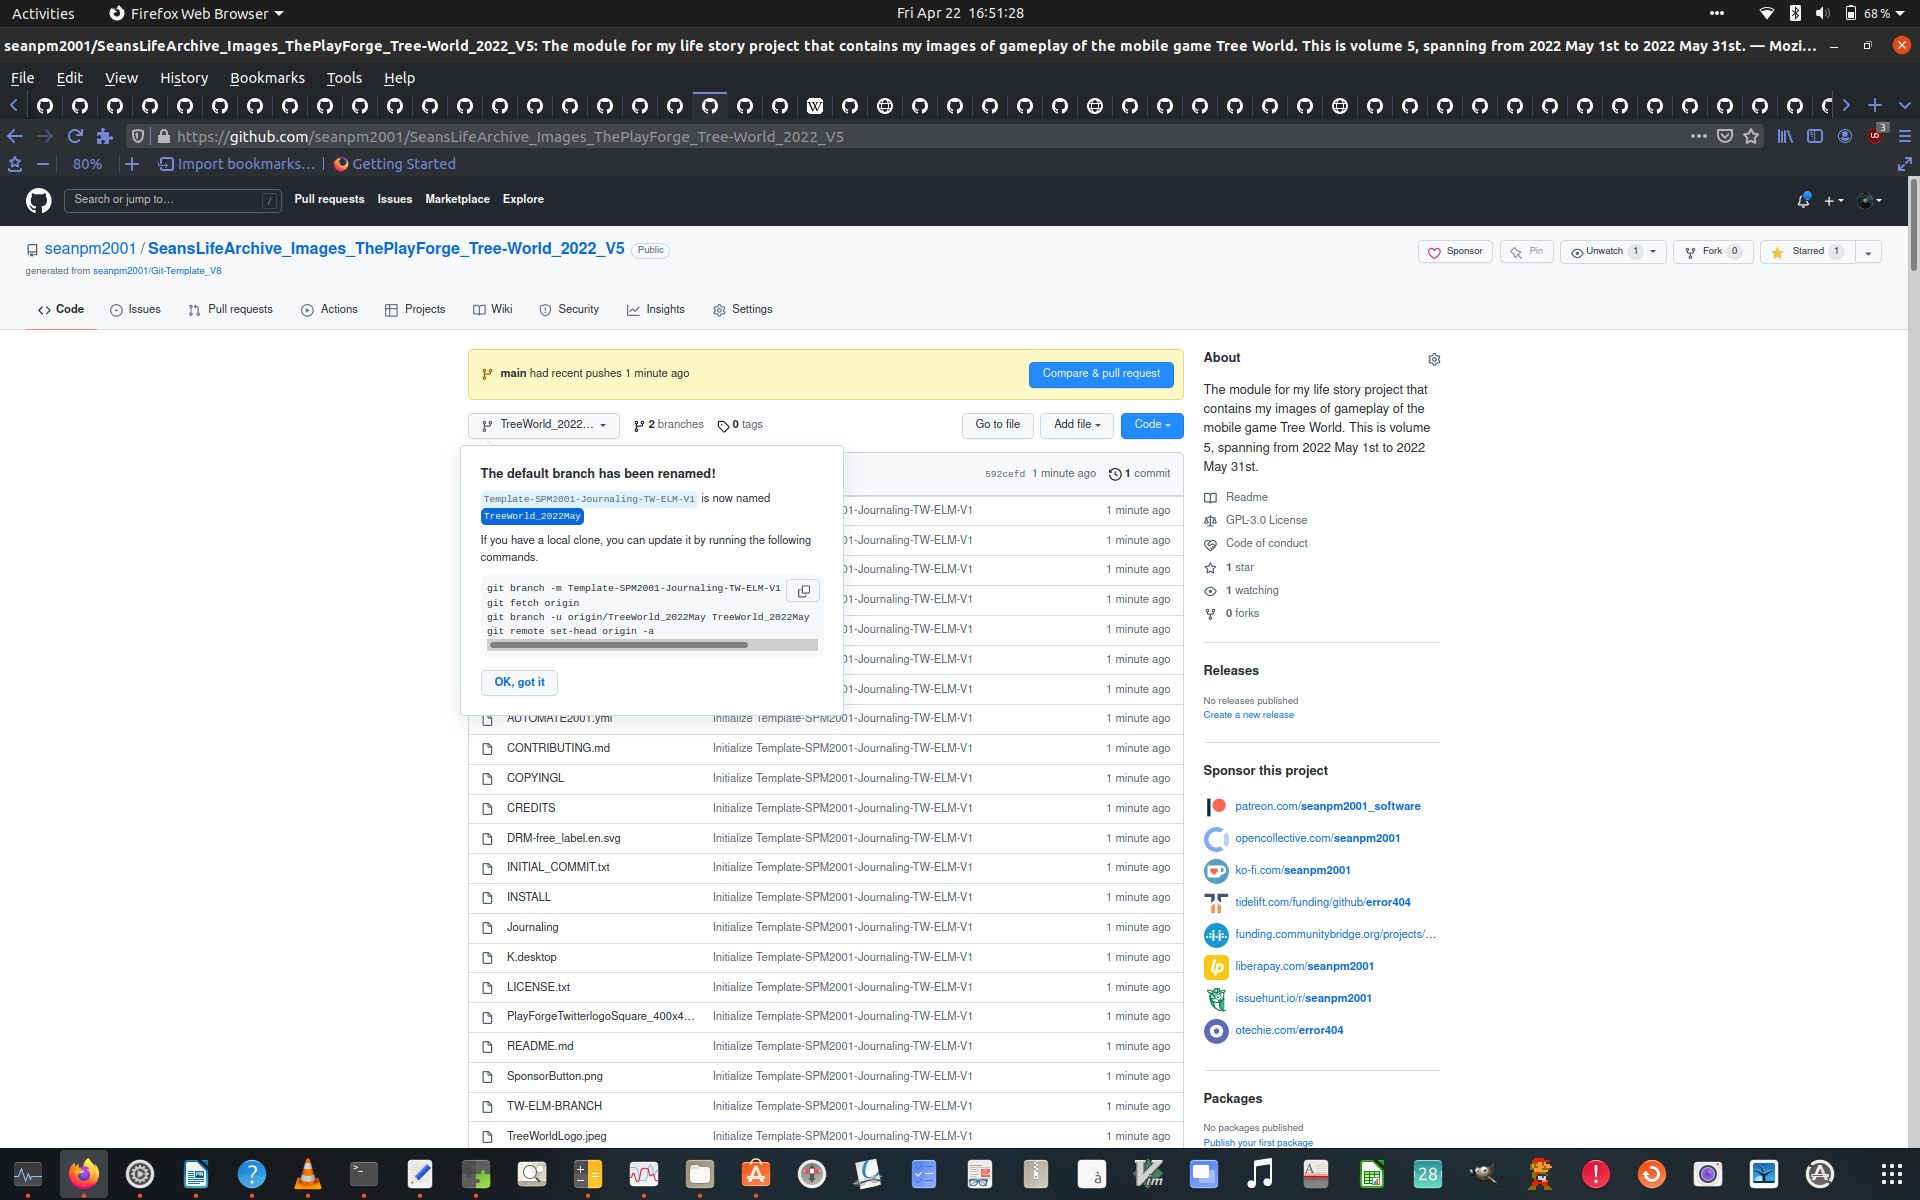 Activities Firefox Web Browser Fri Apr 22 16:51:28 68 %
seanpm2001/SeansLifeArchive_Images_ThePlayForge_Tree-World_2022_V5: The module for my life story project that contains my images of gameplay of the mobile game Tree World. This is volume 5, spanning from 2022 May 1st to 2022 May 31st. — Mozi…
File Edit View History Bookmarks Tools Help
https://github.com/seanpm2001/SeansLifeArchive_Images_ThePlayForge_Tree-World_2022_V5 3
80% Import bookmarks… Getting Started
Search or jump to… / Pull requests Issues Marketplace Explore
seanpm2001 / SeansLifeArchive_Images_ThePlayForge_Tree-World_2022_V5 Public Sponsor Pin Unwatch 1 Fork 0 Starred 1
generated from seanpm2001/Git-Template_V8
Code Issues Pull requests Actions Projects Wiki Security Insights Settings
main had recent pushes 1 minute ago Compare & pull request
TreeWorld_2022… 2 branches 0 tags Go to file Add file Code
The default branch has been renamed!
Template-SPM2001-Journaling-TW-ELM-V1 is now named
TreeWorld_2022May
If you have a local clone, you can update it by running the following
commands.
git branch -m Template-SPM2001-Journaling-TW-ELM-V1
git fetch origin
git branch -u origin/TreeWorld_2022May TreeWorld_2022May
git remote set-head origin -a
OK, got it
592cefd 1 minute ago 1 commit
01-Journaling-TW-ELM-V1 1 minute ago
01-Journaling-TW-ELM-V1 1 minute ago
01-Journaling-TW-ELM-V1 1 minute ago
01-Journaling-TW-ELM-V1 1 minute ago
01-Journaling-TW-ELM-V1 1 minute ago
01-Journaling-TW-ELM-V1 1 minute ago
01-Journaling-TW-ELM-V1 1 minute ago
AUTOMATE2001.yml Initialize Template-SPM2001-Journaling-TW-ELM-V1 1 minute ago
CONTRIBUTING.md Initialize Template-SPM2001-Journaling-TW-ELM-V1 1 minute ago
COPYINGL Initialize Template-SPM2001-Journaling-TW-ELM-V1 1 minute ago
CREDITS Initialize Template-SPM2001-Journaling-TW-ELM-V1 1 minute ago
DRM-free_label.en.svg Initialize Template-SPM2001-Journaling-TW-ELM-V1 1 minute ago
INITIAL_COMMIT.txt Initialize Template-SPM2001-Journaling-TW-ELM-V1 1 minute ago
INSTALL Initialize Template-SPM2001-Journaling-TW-ELM-V1 1 minute ago
Journaling Initialize Template-SPM2001-Journaling-TW-ELM-V1 1 minute ago
K.desktop Initialize Template-SPM2001-Journaling-TW-ELM-V1 1 minute ago
LICENSE.txt Initialize Template-SPM2001-Journaling-TW-ELM-V1 1 minute ago
PlayForgeTwitterlogoSquare_400x4… Initialize Template-SPM2001-Journaling-TW-ELM-V1 1 minute ago
README.md Initialize Template-SPM2001-Journaling-TW-ELM-V1 1 minute ago
SponsorButton.png Initialize Template-SPM2001-Journaling-TW-ELM-V1 1 minute ago
TW-ELM-BRANCH Initialize Template-SPM2001-Journaling-TW-ELM-V1 1 minute ago
TreeWorldLogo.jpeg Initialize Template-SPM2001-Journaling-TW-ELM-V1 1 minute ago
About
The module for my life story project that
contains my images of gameplay of the
mobile game Tree World. This is volume
5, spanning from 2022 May 1st to 2022
May 31st.
Readme
GPL-3.0 License
Code of conduct
1 star
1 watching
0 forks
Releases
No releases published
Create a new release
Sponsor this project
patreon.com/seanpm2001_software
opencollective.com/seanpm2001
ko-fi.com/seanpm2001
tidelift.com/funding/github/error404
funding.communitybridge.org/projects/…
liberapay.com/seanpm2001
issuehunt.io/r/seanpm2001
otechie.com/error404
Packages
No packages published
Publish your first package
28